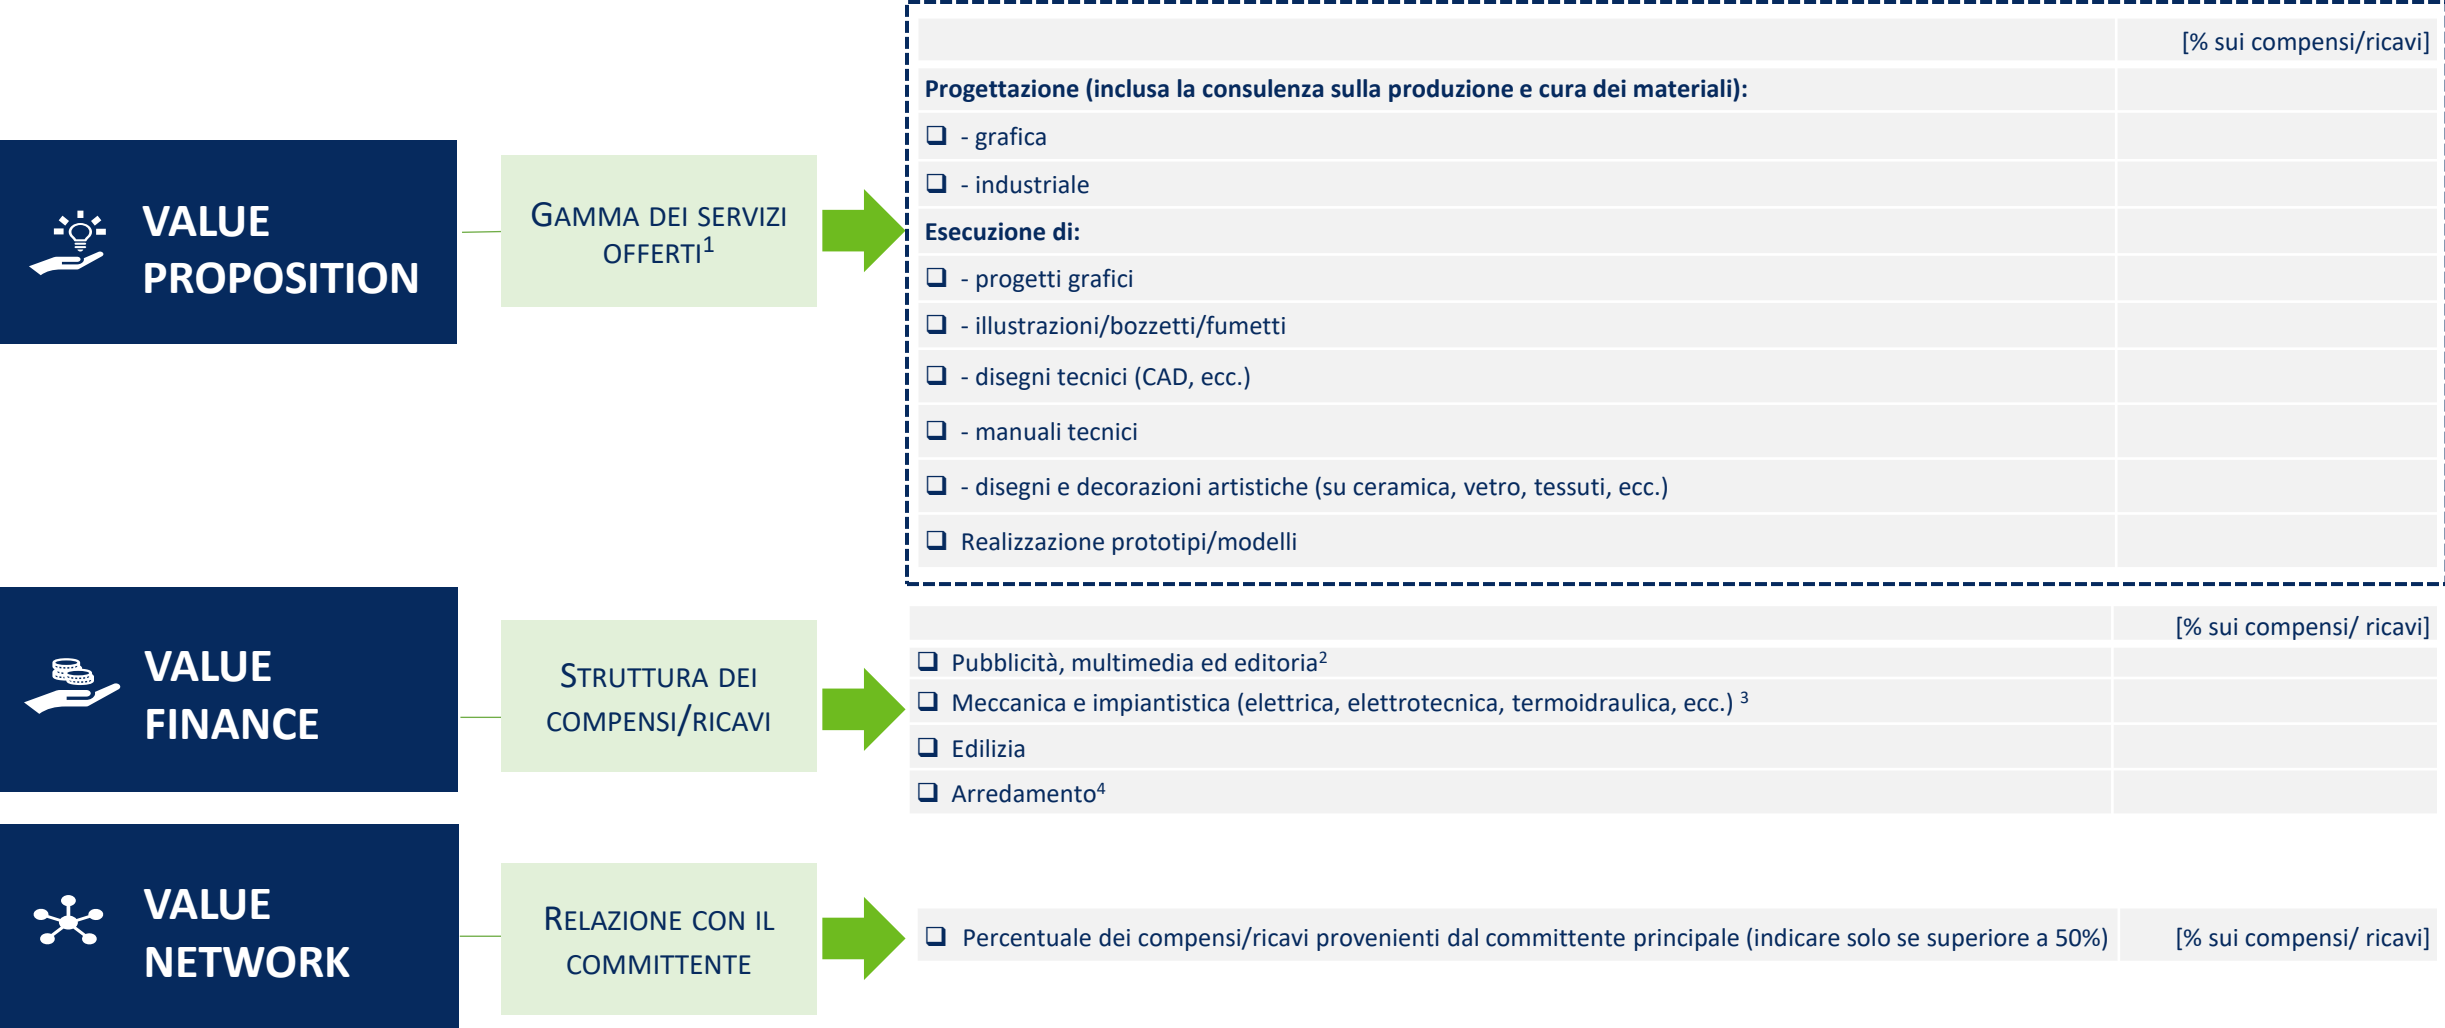 [% sui compensi/ricavi]
Progettazione (inclusa la consulenza sulla produzione e cura dei materiali):
❑ - grafica
❑ - industriale
Esecuzione di:
❑ - progetti grafici
❑ - illustrazioni/bozzetti/fumetti
❑ - disegni tecnici (CAD, ecc.)
❑ - manuali tecnici
❑ - disegni e decorazioni artistiche (su ceramica, vetro, tessuti, ecc.)
❑ Realizzazione prototipi/modelli
VALUE
PROPOSITION
GAMMA DEI SERVIZI
OFFERTI1
VALUE
FINANCE
STRUTTURA DEI
COMPENSI/RICAVI
[% sui compensi/ ricavi]
❑ Pubblicità, multimedia ed editoria2
❑ Meccanica e impiantistica (elettrica, elettrotecnica, termoidraulica, ecc.) 3
❑ Edilizia
❑ Arredamento4
VALUE
NETWORK
RELAZIONE CON IL
COMMITTENTE
❑ Percentuale dei compensi/ricavi provenienti dal committente principale (indicare solo se superiore a 50%) [% sui compensi/ ricavi]